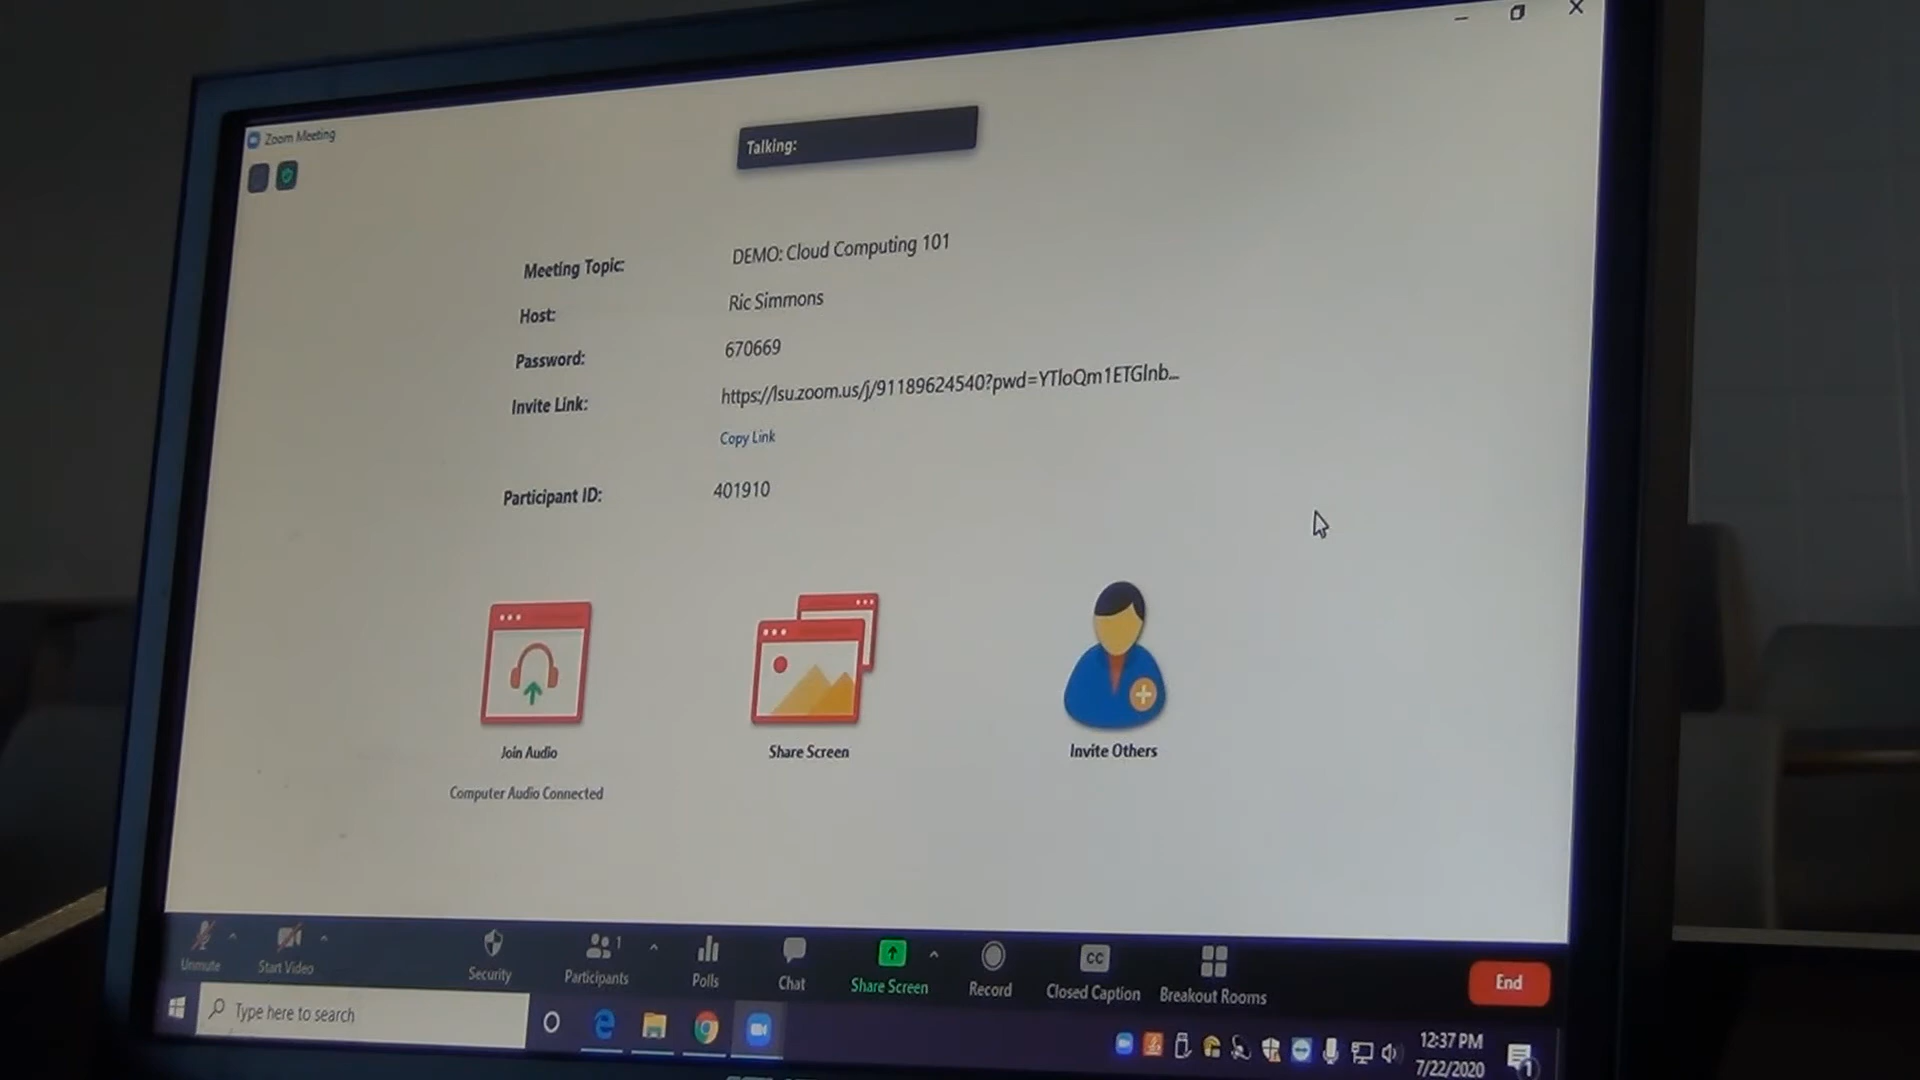 Zoom Meeting
Talking:
Meeting Topic: DEMO: Cloud Computing 101
Host: Ric Simmons
Password: 670669
Invite Link: https://lsu.zoom.us/j/91189624540?pwd=YTloQm1ETGlnb...
Copy Link
Participant ID: 401910
Join Audio Share Screen Invite Others
Computer Audio Connected
Unmute Start Video Security Participants 1 Polls Chat Share Screen Record CC Closed Caption Breakout Rooms End
Type here to search
12:37 PM
7/22/2020
1